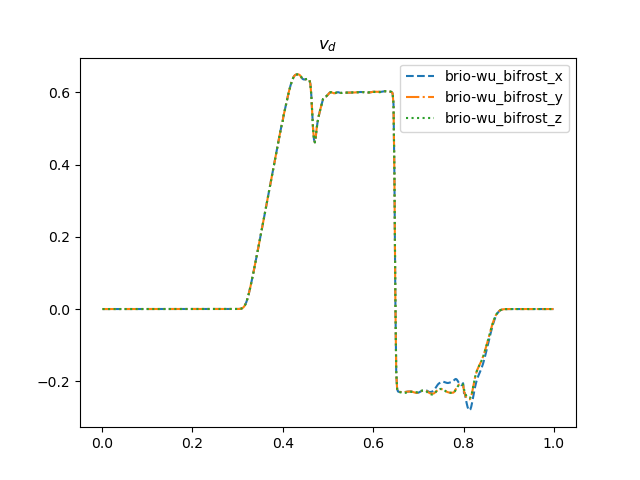 v_d
brio-wu_bifrost_x
brio-wu_bifrost_y
brio-wu_bifrost_z
0.6
0.4
0.2
0.0
−0.2
0.0 0.2 0.4 0.6 0.8 1.0